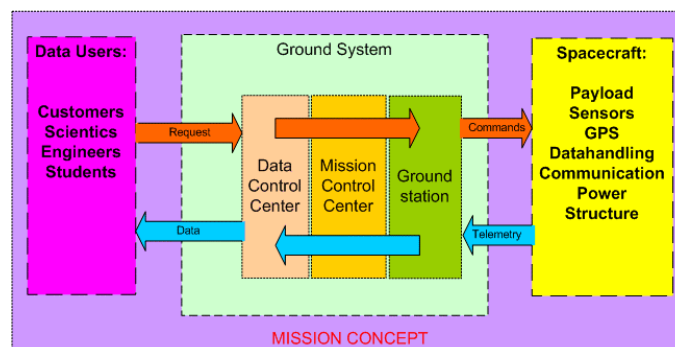 Data Users:
Customers
Scientics
Engineers
Students
Ground System
Request
Data
Data
Control
Center
Mission
Control
Center
Ground
station
Commands
Telemetry
Spacecraft:
Payload
Sensors
GPS
Datahandling
Communication
Power
Structure
MISSION CONCEPT